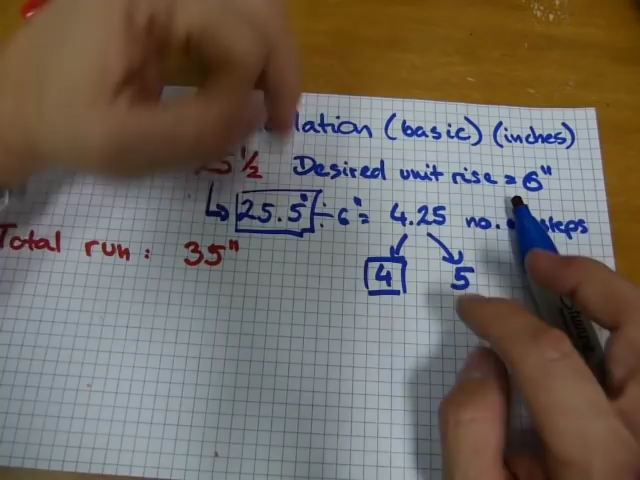 lation (basic) (inches)
25 1/2 Desired unit rise = 6"
25.5" ÷ 6" = 4.25 no. steps
Total run: 35"
4 5